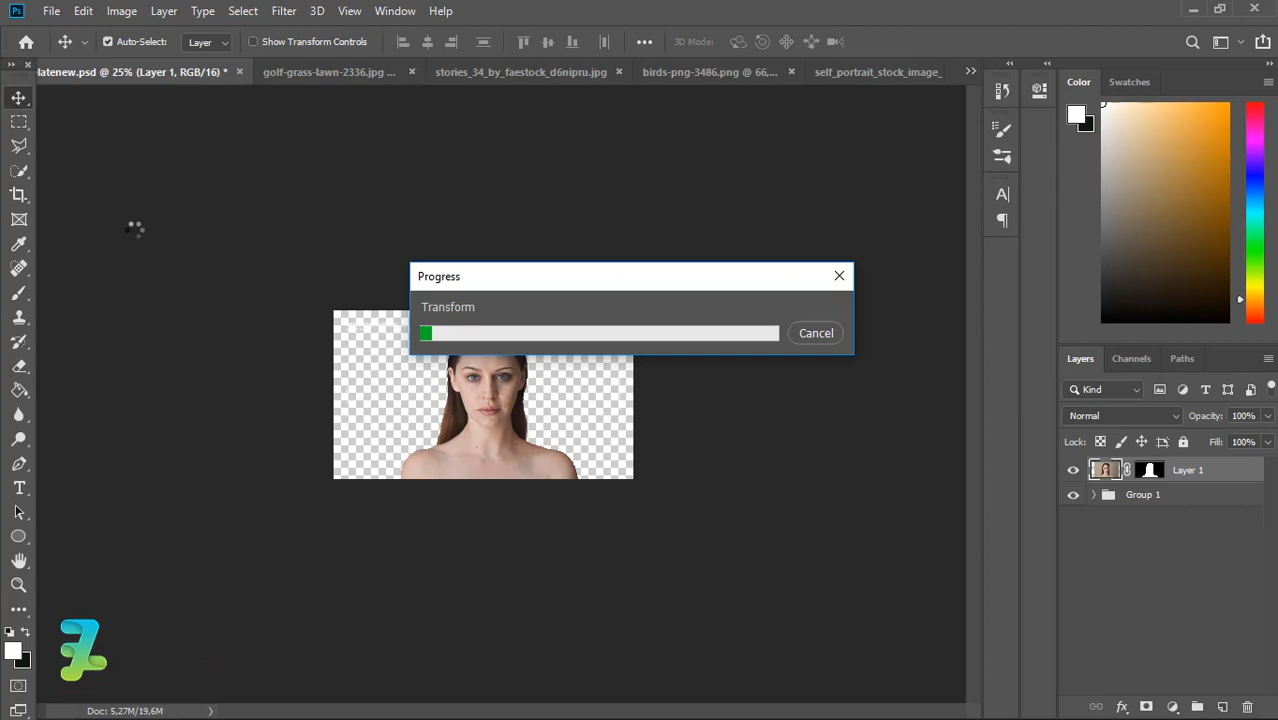 Ps File Edit Image Layer Type Select Filter 3D View Window Help
Auto-Select: Layer Show Transform Controls 3D Mode:
latenew.psd @ 25% (Layer 1, RGB/16) * golf-grass-lawn-2336.jpg ... stories_34_by_faestock_d6nipru.jpg birds-png-3486.png @ 66,... self_portrait_stock_image_
Color Swatches
Progress
Transform
Cancel
Layers Channels Paths
Kind
Normal Opacity: 100%
Lock: Fill: 100%
Layer 1
Group 1
Doc: 5,27M/19,6M